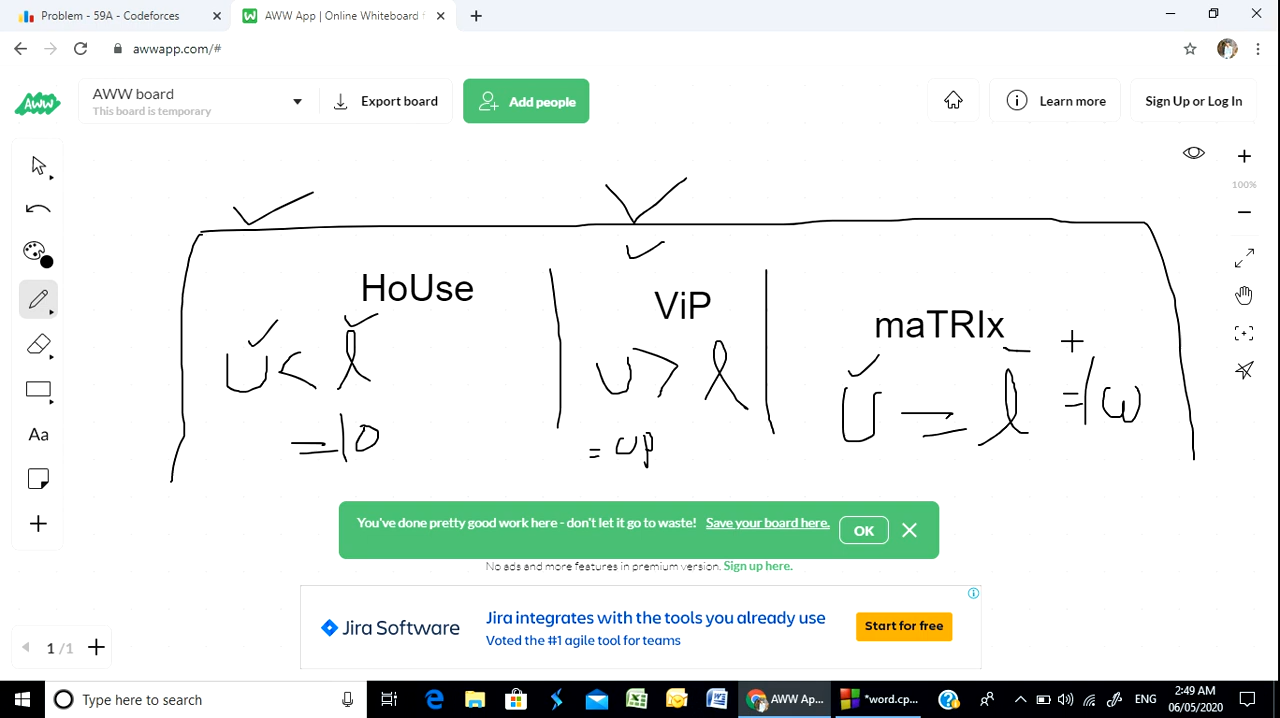 Problem - 59A - Codeforces
AWW App | Online Whiteboard f
awwapp.com/#
AWW
AWW board
This board is temporary
Export board
Add people
Learn more
Sign Up or Log In
100%
HoUse
ViP
maTRIx
U < l
U > l
U = l
= lo
= up
= lw
Aa
You've done pretty good work here - don't let it go to waste! Save your board here.
OK
No ads and more features in premium version. Sign up here.
Jira Software
Jira integrates with the tools you already use
Voted the #1 agile tool for teams
Start for free
1 / 1
Type here to search
AWW Ap...
*word.cp...
ENG
2:49 AM
06/05/2020